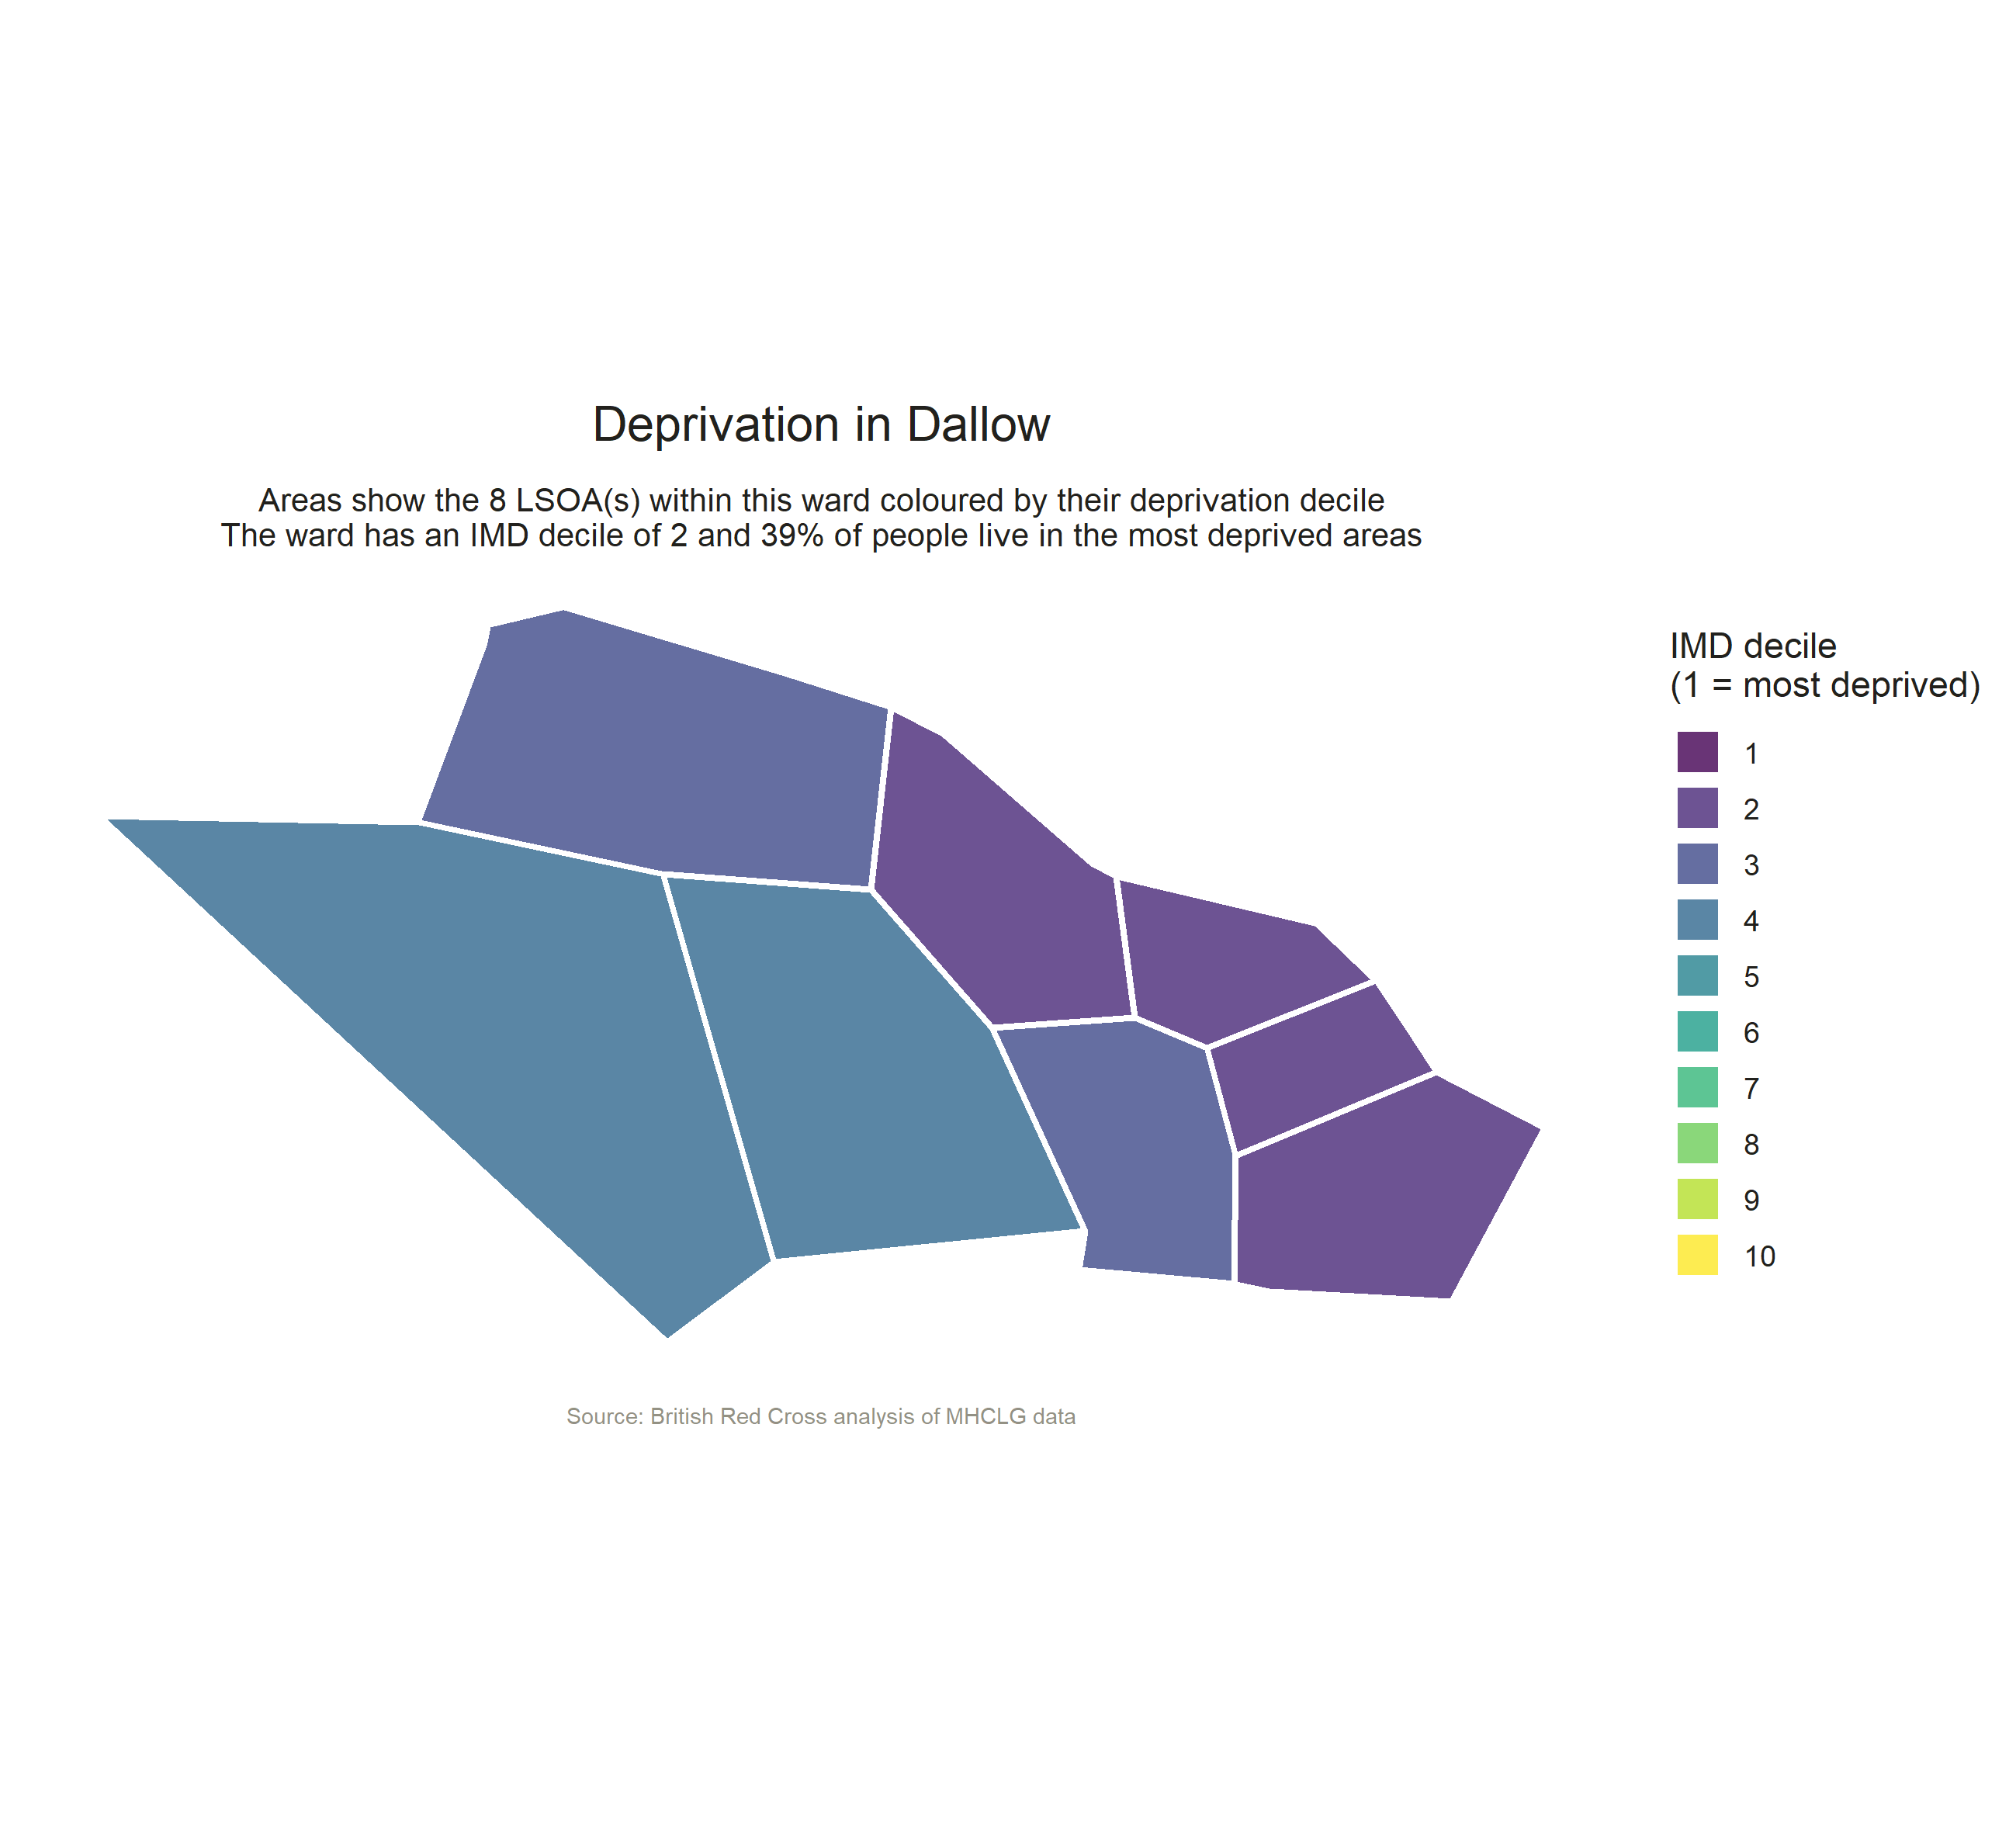 Deprivation in Dallow
Areas show the 8 LSOA(s) within this ward coloured by their deprivation decile
The ward has an IMD decile of 2 and 39% of people live in the most deprived areas
IMD decile
(1 = most deprived)
1
2
3
4
5
6
7
8
9
10
Source: British Red Cross analysis of MHCLG data